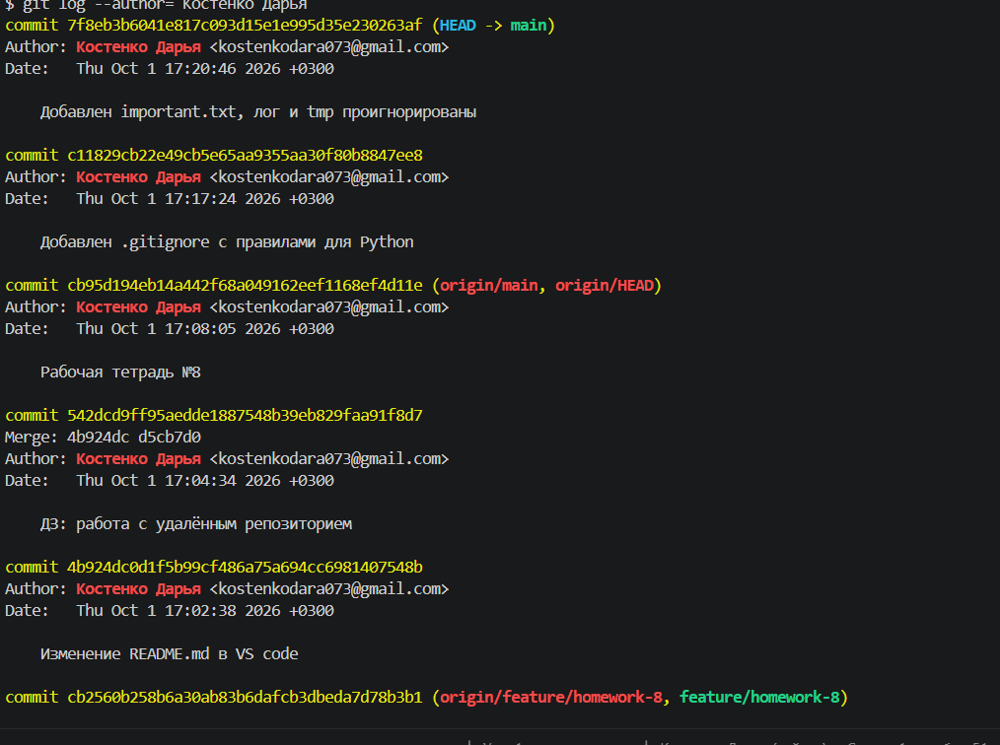 $ git log --author= Костенко Дарья
commit 7f8eb3b6041e817c093d15e1e995d35e230263af (HEAD -> main)
Author: Костенко Дарья <kostenkodara073@gmail.com>
Date:   Thu Oct 1 17:20:46 2026 +0300
    Добавлен important.txt, лог и tmp проигнорированы
commit c11829cb22e49cb5e65aa9355aa30f80b8847ee8
Author: Костенко Дарья <kostenkodara073@gmail.com>
Date:   Thu Oct 1 17:17:24 2026 +0300
    Добавлен .gitignore с правилами для Python
commit cb95d194eb14a442f68a049162eef1168ef4d11e (origin/main, origin/HEAD)
Author: Костенко Дарья <kostenkodara073@gmail.com>
Date:   Thu Oct 1 17:08:05 2026 +0300
    Рабочая тетрадь №8
commit 542dcd9ff95aedde1887548b39eb829faa91f8d7
Merge: 4b924dc d5cb7d0
Author: Костенко Дарья <kostenkodara073@gmail.com>
Date:   Thu Oct 1 17:04:34 2026 +0300
    ДЗ: работа с удалённым репозиторием
commit 4b924dc0d1f5b99cf486a75a694cc6981407548b
Author: Костенко Дарья <kostenkodara073@gmail.com>
Date:   Thu Oct 1 17:02:38 2026 +0300
    Изменение README.md в VS code
commit cb2560b258b6a30ab83b6dafcb3dbeda7d78b3b1 (origin/feature/homework-8, feature/homework-8)